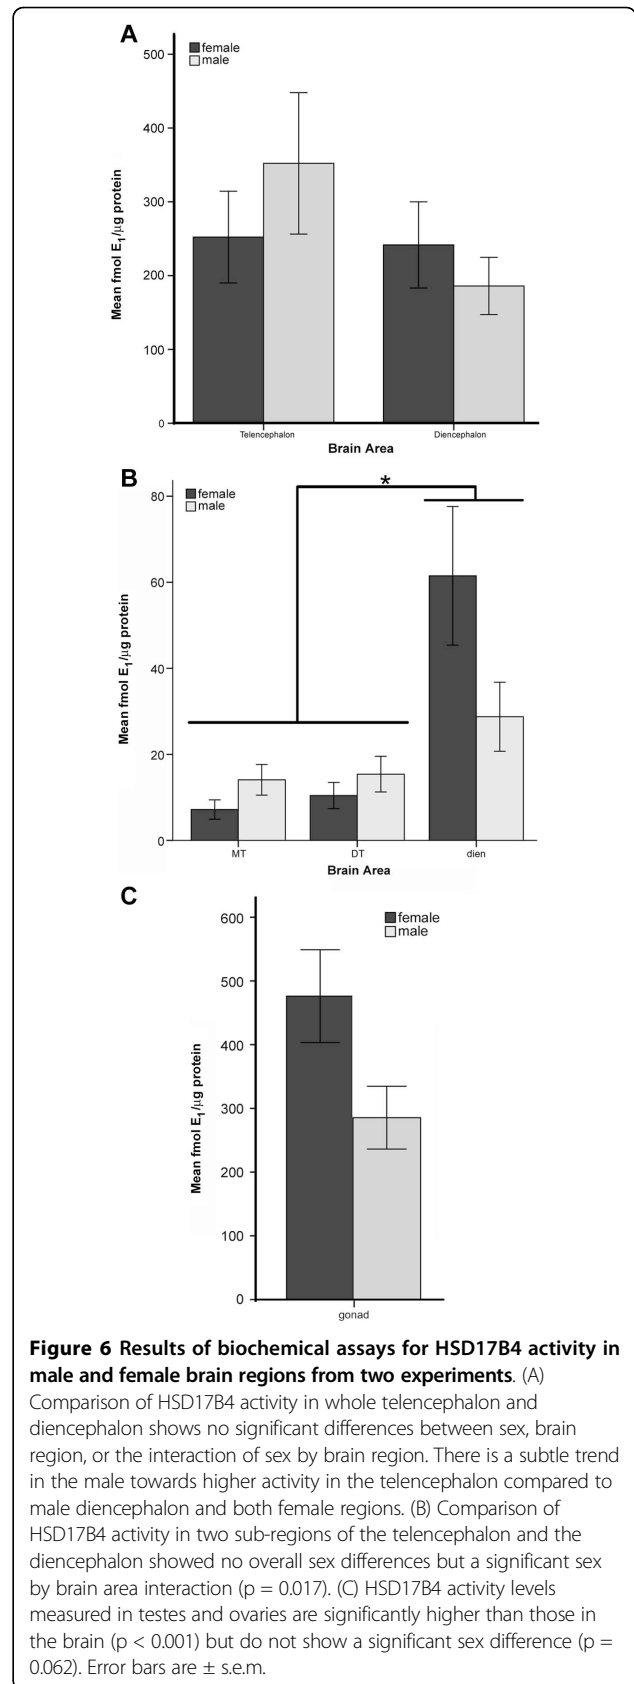 A
female
male
500
400
300
200
100
0
Mean fmol E₁/μg protein
Telencephalon Diencephalon
Brain Area
B
female
male
*
80
60
40
20
0
Mean fmol E₁/μg protein
MT DT dien
Brain Area
C
female
male
600
500
400
300
200
100
0
Mean fmol E₁/μg protein
gonad
Figure 6 Results of biochemical assays for HSD17B4 activity in
male and female brain regions from two experiments. (A)
Comparison of HSD17B4 activity in whole telencephalon and
diencephalon shows no significant differences between sex, brain
region, or the interaction of sex by brain region. There is a subtle trend
in the male towards higher activity in the telencephalon compared to
male diencephalon and both female regions. (B) Comparison of
HSD17B4 activity in two sub-regions of the telencephalon and the
diencephalon showed no overall sex differences but a significant sex
by brain area interaction (p = 0.017). (C) HSD17B4 activity levels
measured in testes and ovaries are significantly higher than those in
the brain (p < 0.001) but do not show a significant sex difference (p =
0.062). Error bars are ± s.e.m.